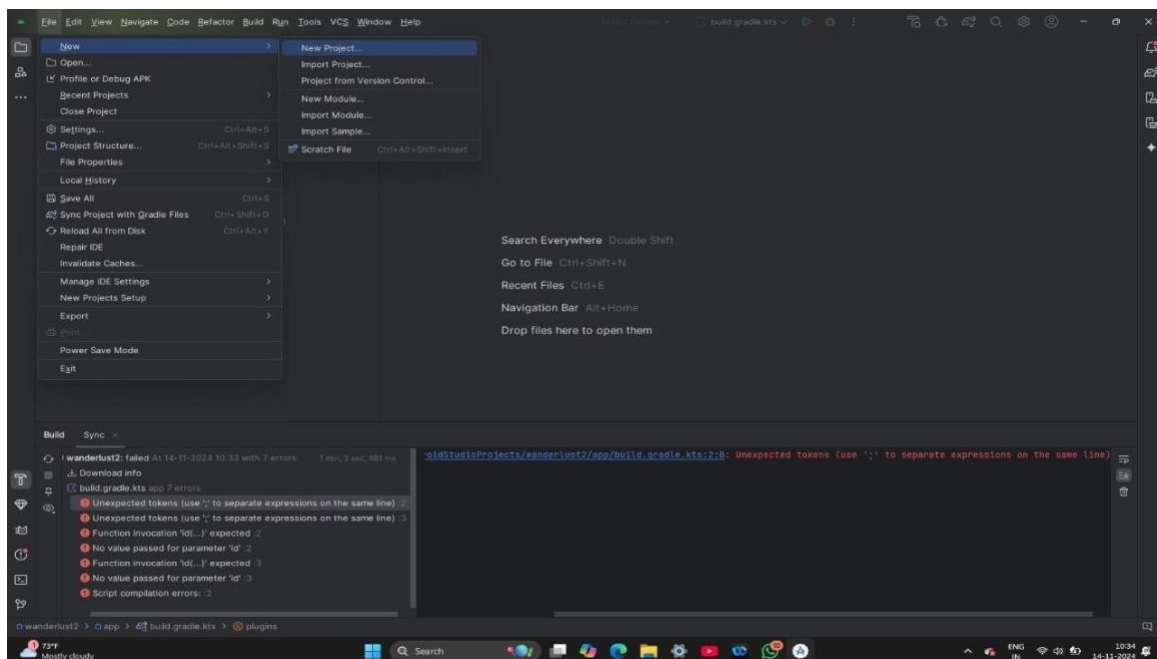 File Edit View Navigate Code Refactor Build Run Tools VCS Window Help
build.gradle.kts
New
Open...
Profile or Debug APK
Recent Projects
Close Project
Settings... Ctrl+Alt+S
Project Structure... Ctrl+Alt+Shift+S
File Properties
Local History
Save All Ctrl+S
Sync Project with Gradle Files Ctrl+Shift+O
Reload All from Disk Ctrl+Alt+Y
Repair IDE
Invalidate Caches...
Manage IDE Settings
New Projects Setup
Export
Print...
Power Save Mode
Exit
New Project...
Import Project...
Project from Version Control...
New Module...
Import Module...
Import Sample...
Scratch File Ctrl+Alt+Shift+Insert
Search Everywhere Double Shift
Go to File Ctrl+Shift+N
Recent Files Ctrl+E
Navigation Bar Alt+Home
Drop files here to open them
Build Sync
wanderlust2: failed At 14-11-2024 10:33 with 7 errors 1 min, 3 sec, 881 ms
Download info
build.gradle.kts app 7 errors
Unexpected tokens (use ';' to separate expressions on the same line) :2
Unexpected tokens (use ';' to separate expressions on the same line) :3
Function invocation 'id(...)' expected :2
No value passed for parameter 'id' :2
Function invocation 'id(...)' expected :3
No value passed for parameter 'id' :3
Script compilation errors: :2
oidStudioProjects/wanderlust2/app/build.gradle.kts:2:8: Unexpected tokens (use ';' to separate expressions on the same line)
wanderlust2 > app > build.gradle.kts > plugins
1
73°F
Mostly cloudy
Search
ENG
IN
10:34
14-11-2024